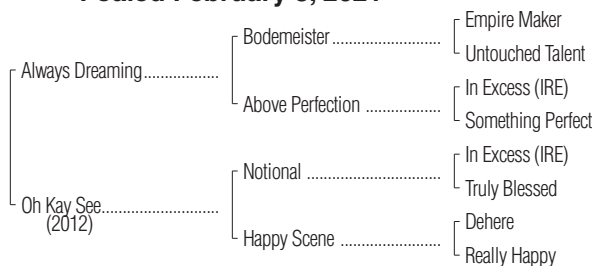 Empire Maker
Bodemeister
Untouched Talent
Always Dreaming
In Excess (IRE)
Above Perfection
Something Perfect
In Excess (IRE)
Notional
Truly Blessed
Oh Kay See
(2012)
Dehere
Happy Scene
Really Happy